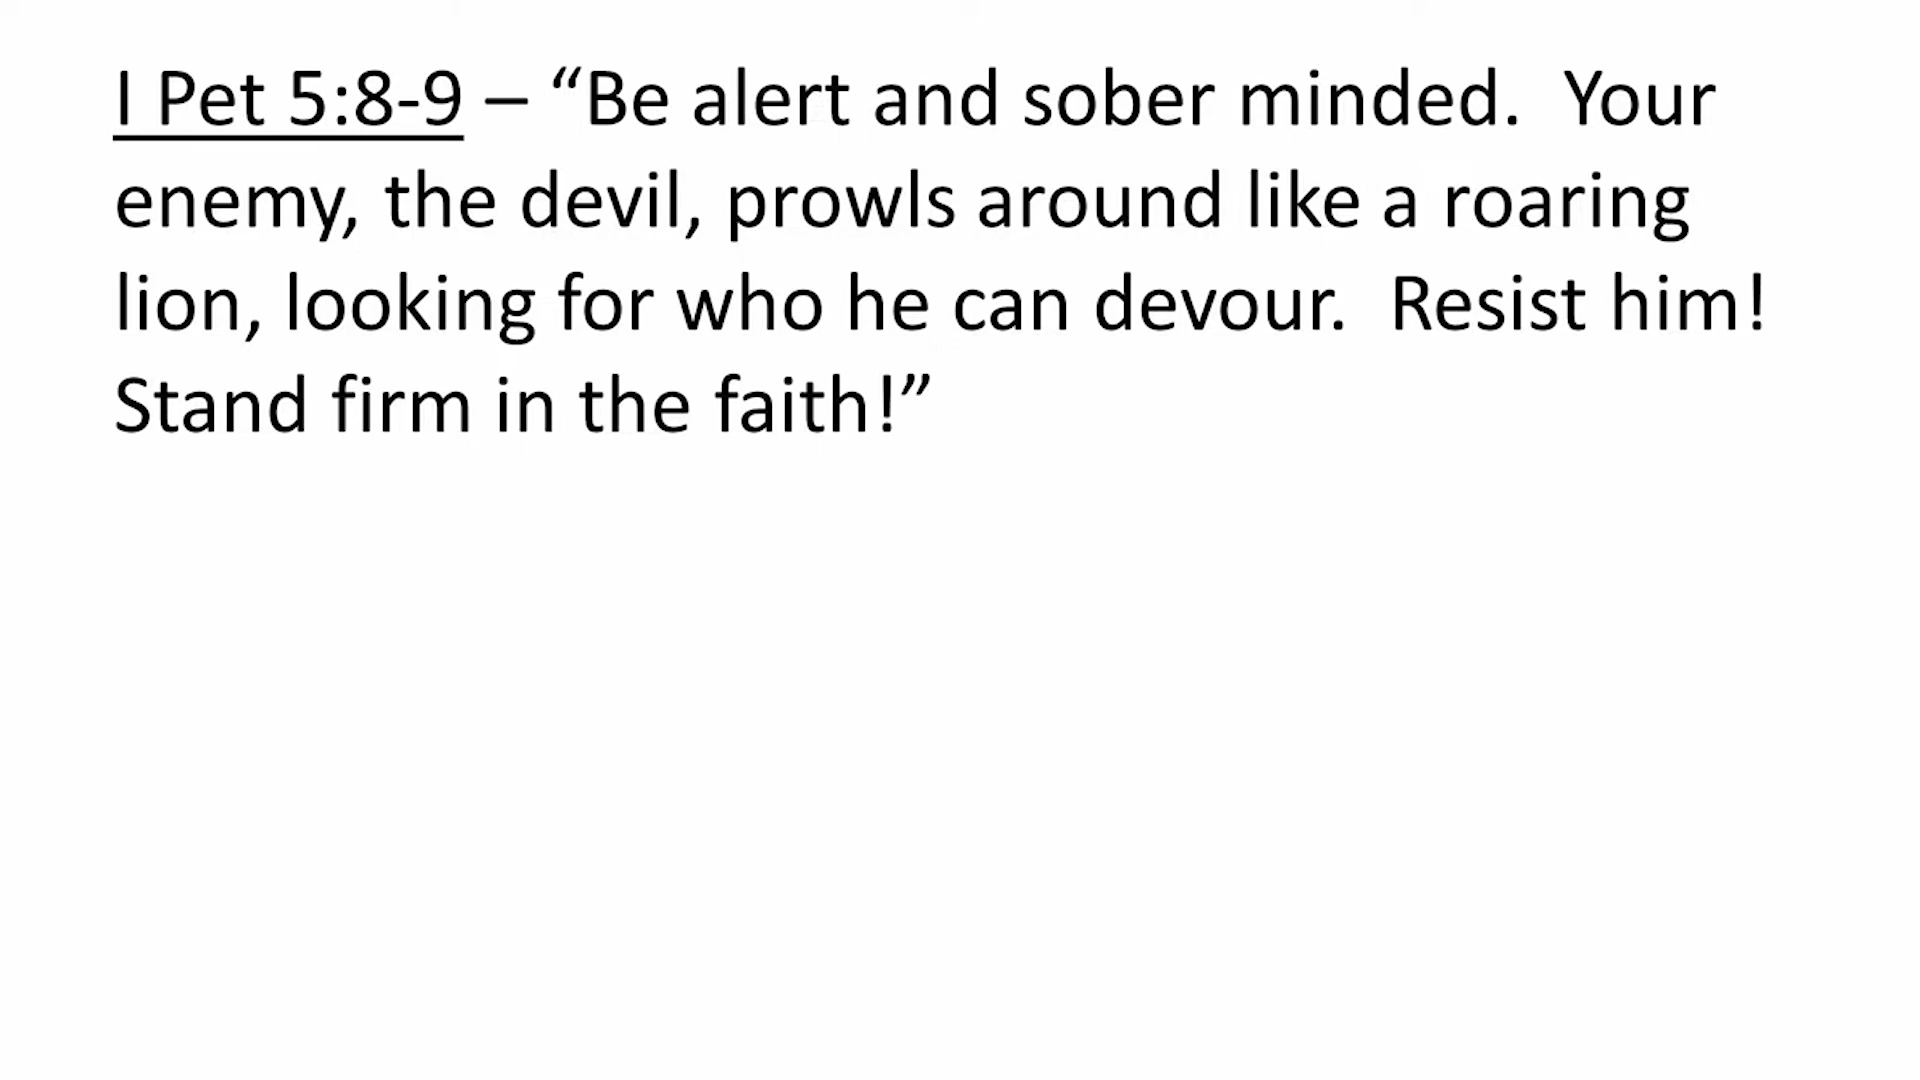 I Pet 5:8-9 – “Be alert and sober minded.  Your
enemy, the devil, prowls around like a roaring
lion, looking for who he can devour.  Resist him!
Stand firm in the faith!”